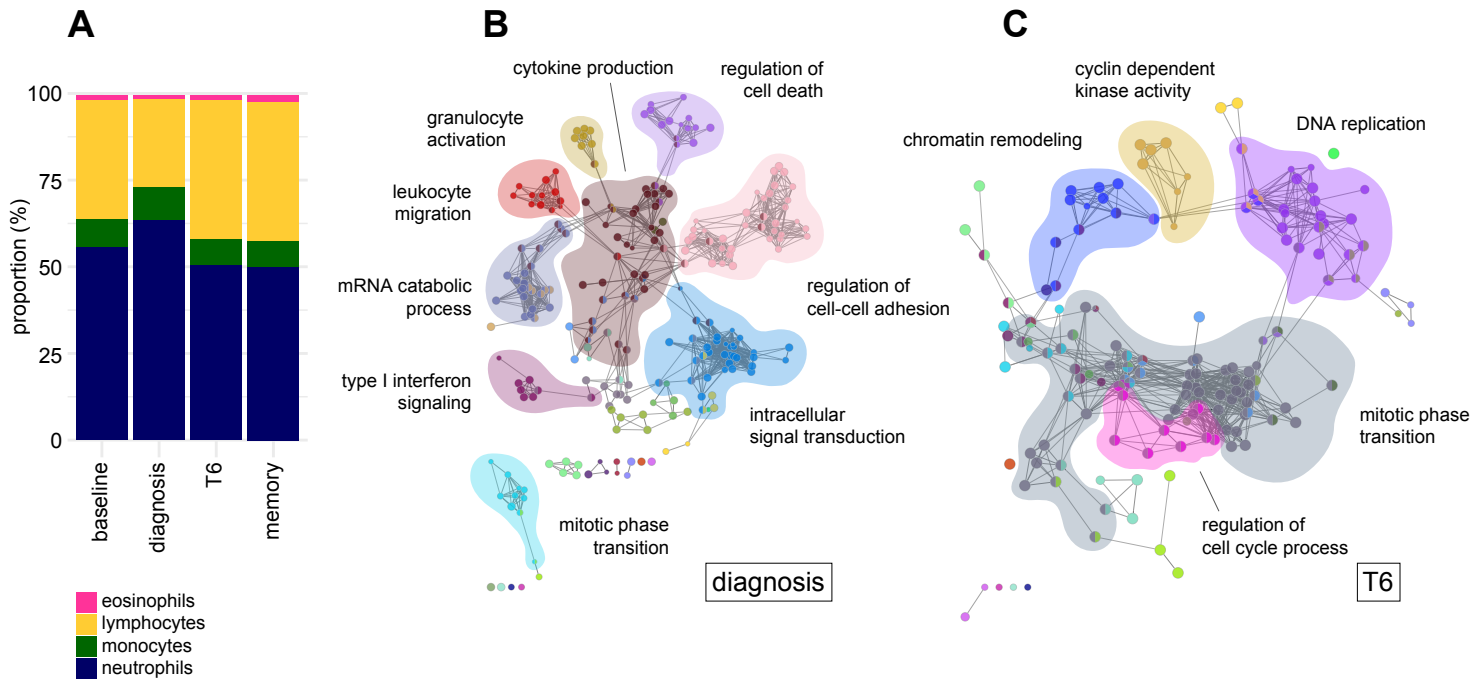 A
proportion (%)
100
75
50
25
0
baseline
diagnosis
T6
memory
eosinophils
lymphocytes
monocytes
neutrophils
B
cytokine production
regulation of
cell death
granulocyte
activation
leukocyte
migration
mRNA catabolic
process
regulation of
cell-cell adhesion
type I interferon
signaling
intracellular
signal transduction
mitotic phase
transition
diagnosis
C
cyclin dependent
kinase activity
chromatin remodeling
DNA replication
mitotic phase
transition
regulation of
cell cycle process
T6